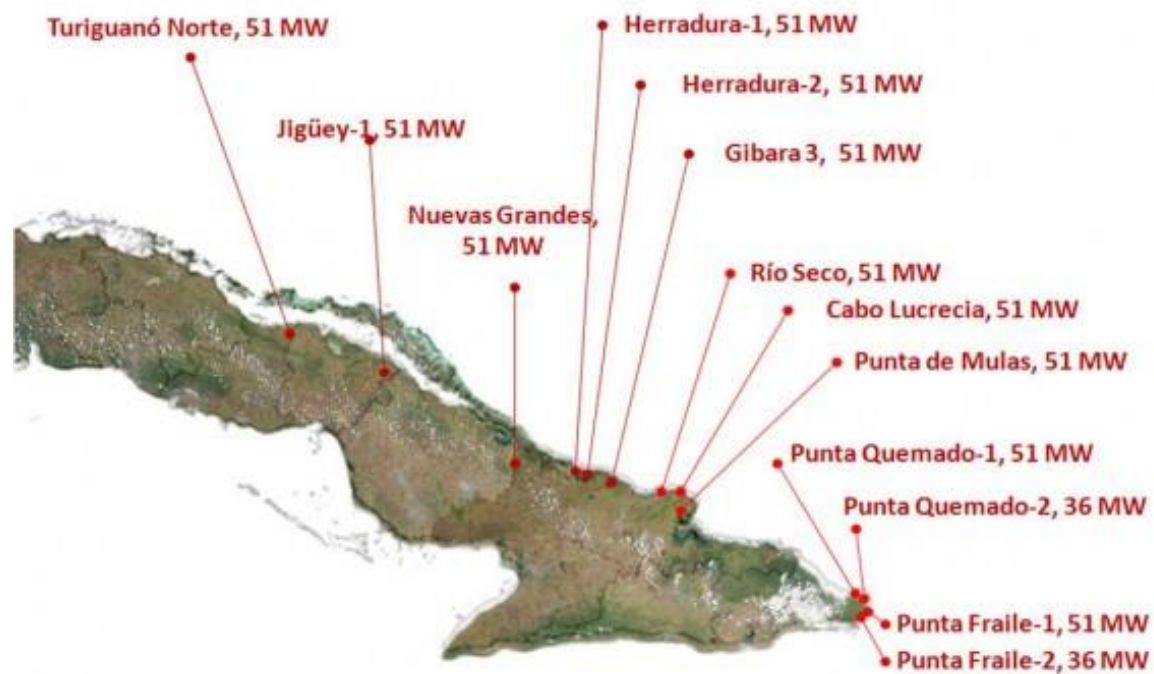 Turiguanó Norte, 51 MW
Herradura-1, 51 MW
Herradura-2, 51 MW
Jigüey-1, 51 MW
Gibara 3, 51 MW
Nuevas Grandes,
51 MW
Río Seco, 51 MW
Cabo Lucrecia, 51 MW
Punta de Mulas, 51 MW
Punta Quemado-1, 51 MW
Punta Quemado-2, 36 MW
Punta Fraile-1, 51 MW
Punta Fraile-2, 36 MW